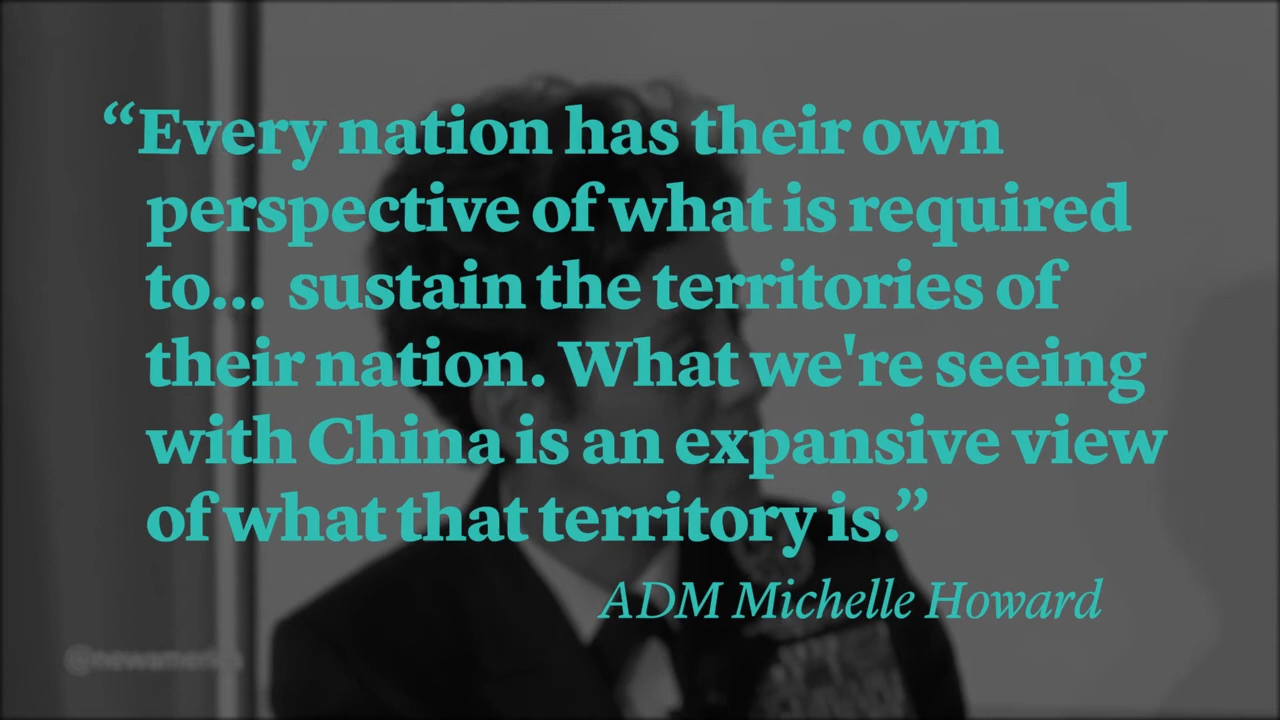 “Every nation has their own
perspective of what is required
to... sustain the territories of
their nation. What we're seeing
with China is an expansive view
of what that territory is.”
ADM Michelle Howard